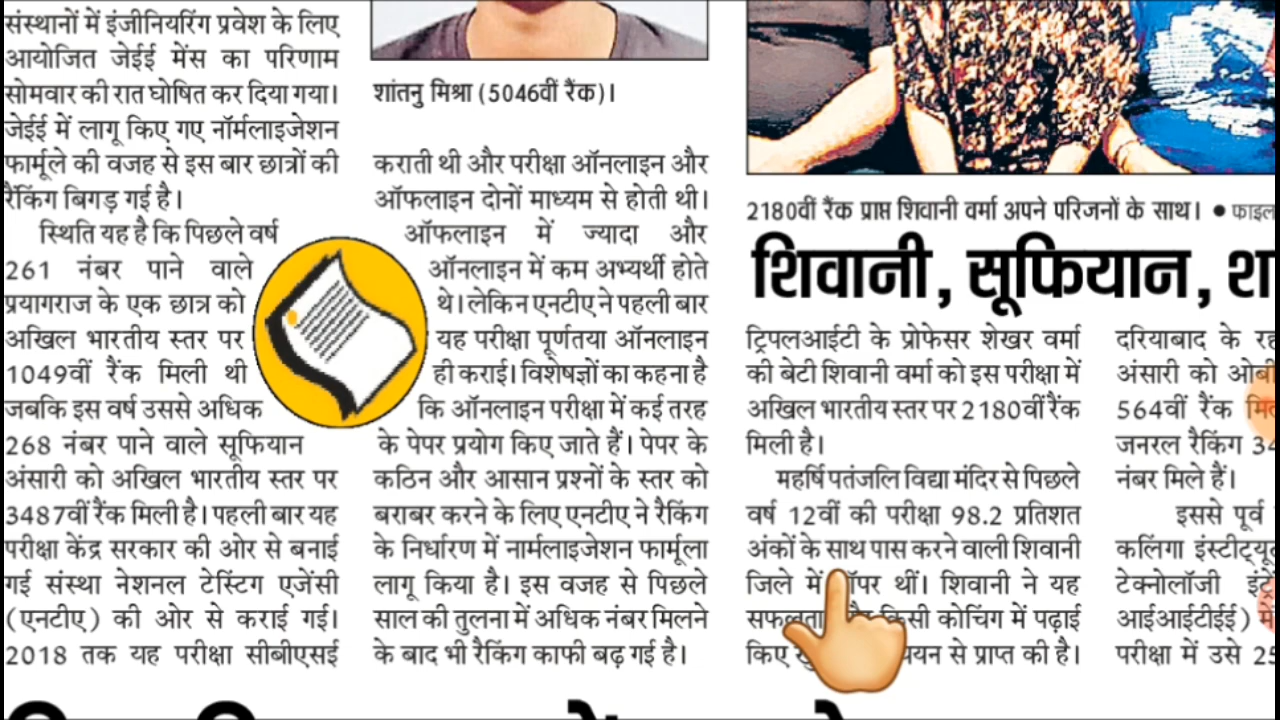 संस्थानों में इंजीनियरिंग प्रवेश के लिए
आयोजित जेईई मेंस का परिणाम
सोमवार की रात घोषित कर दिया गया।
जेईई में लागू किए गए नॉर्मलाइजेशन
फार्मूले की वजह से इस बार छात्रों की
रैंकिंग बिगड़ गई है।
स्थिति यह है कि पिछले वर्ष
261 नंबर पाने वाले
प्रयागराज के एक छात्र को
अखिल भारतीय स्तर पर
1049वीं रैंक मिली थी
जबकि इस वर्ष उससे अधिक
268 नंबर पाने वाले सूफियान
अंसारी को अखिल भारतीय स्तर पर
3487वीं रैंक मिली है। पहली बार यह
परीक्षा केंद्र सरकार की ओर से बनाई
गई संस्था नेशनल टेस्टिंग एजेंसी
(एनटीए) की ओर से कराई गई।
2018 तक यह परीक्षा सीबीएसई
शांतनु मिश्रा (5046वीं रैंक)।
कराती थी और परीक्षा ऑनलाइन और
ऑफलाइन दोनों माध्यम से होती थी।
ऑफलाइन में ज्यादा और
ऑनलाइन में कम अभ्यर्थी होते
थे। लेकिन एनटीए ने पहली बार
यह परीक्षा पूर्णतया ऑनलाइन
ही कराई। विशेषज्ञों का कहना है
कि ऑनलाइन परीक्षा में कई तरह
के पेपर प्रयोग किए जाते हैं। पेपर के
कठिन और आसान प्रश्नों के स्तर को
बराबर करने के लिए एनटीए ने रैकिंग
के निर्धारण में नार्मलाइजेशन फार्मूला
लागू किया है। इस वजह से पिछले
साल की तुलना में अधिक नंबर मिलने
के बाद भी रैकिंग काफी बढ़ गई है।
2180वीं रैंक प्राप्त शिवानी वर्मा अपने परिजनों के साथ। ● फाइल
शिवानी, सूफियान, श
ट्रिपलआईटी के प्रोफेसर शेखर वर्मा
की बेटी शिवानी वर्मा को इस परीक्षा में
अखिल भारतीय स्तर पर 2180वीं रैंक
मिली है।
महर्षि पतंजलि विद्या मंदिर से पिछले
वर्ष 12वीं की परीक्षा 98.2 प्रतिशत
अंकों के साथ पास करने वाली शिवानी
जिले में थीं। शिवानी ने यह
सफलता किसी कोचिंग में पढ़ाई
किए से प्राप्त की है।
दरियाबाद के
अंसारी को
564वीं रैंक
जनरल रैंकिंग
नंबर मिले हैं।
इससे पूर्व
कलिंगा
टेक्नोलॉजी
आईआईटीईई)
परीक्षा में उसे